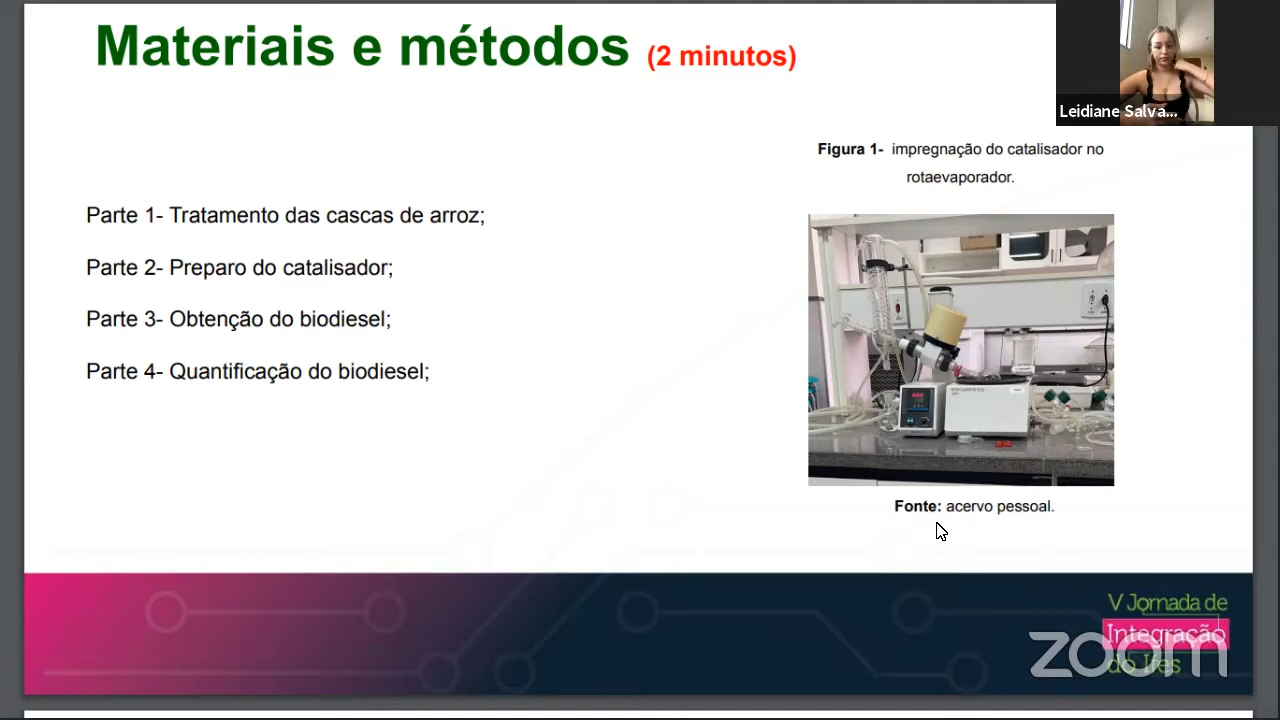 Materiais e métodos (2 minutos)
Leidiane Salva...
Figura 1- impregnação do catalisador no
rotaevaporador.
Parte 1- Tratamento das cascas de arroz;
Parte 2- Preparo do catalisador;
Parte 3- Obtenção do biodiesel;
Parte 4- Quantificação do biodiesel;
Fonte: acervo pessoal.
V Jornada de
Integração
do Ifes
zoom